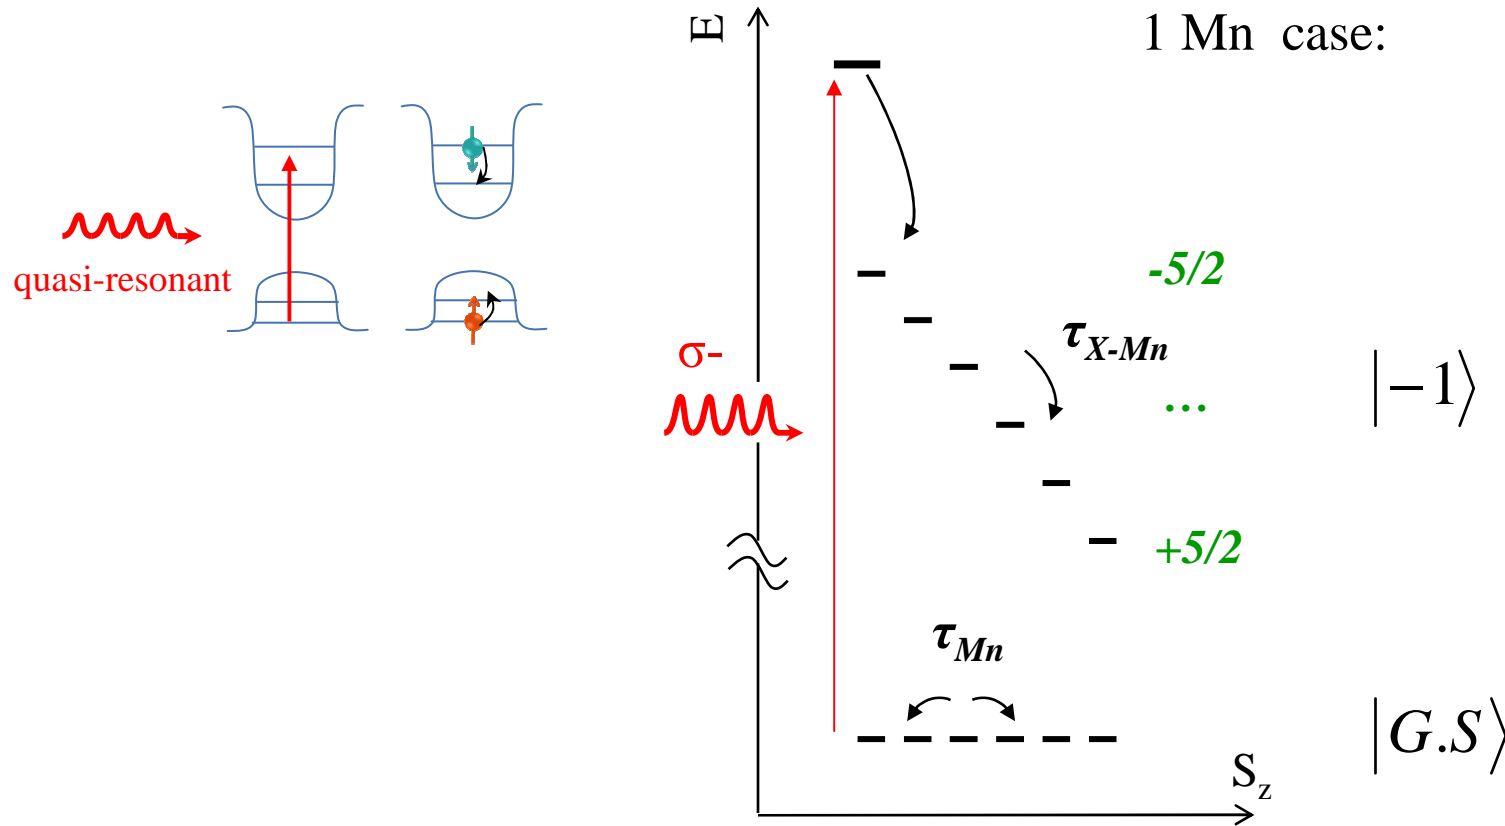 1 Mn case:
E
quasi-resonant
σ-
-5/2
τX-Mn
...
|−1⟩
+5/2
τMn
|G.S⟩
Sz